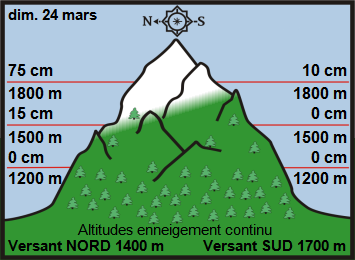 dim. 24 mars
N S
75 cm 10 cm
1800 m 1800 m
15 cm 0 cm
1500 m 1500 m
0 cm 0 cm
1200 m 1200 m
Altitudes enneigement continu
Versant NORD 1400 m Versant SUD 1700 m